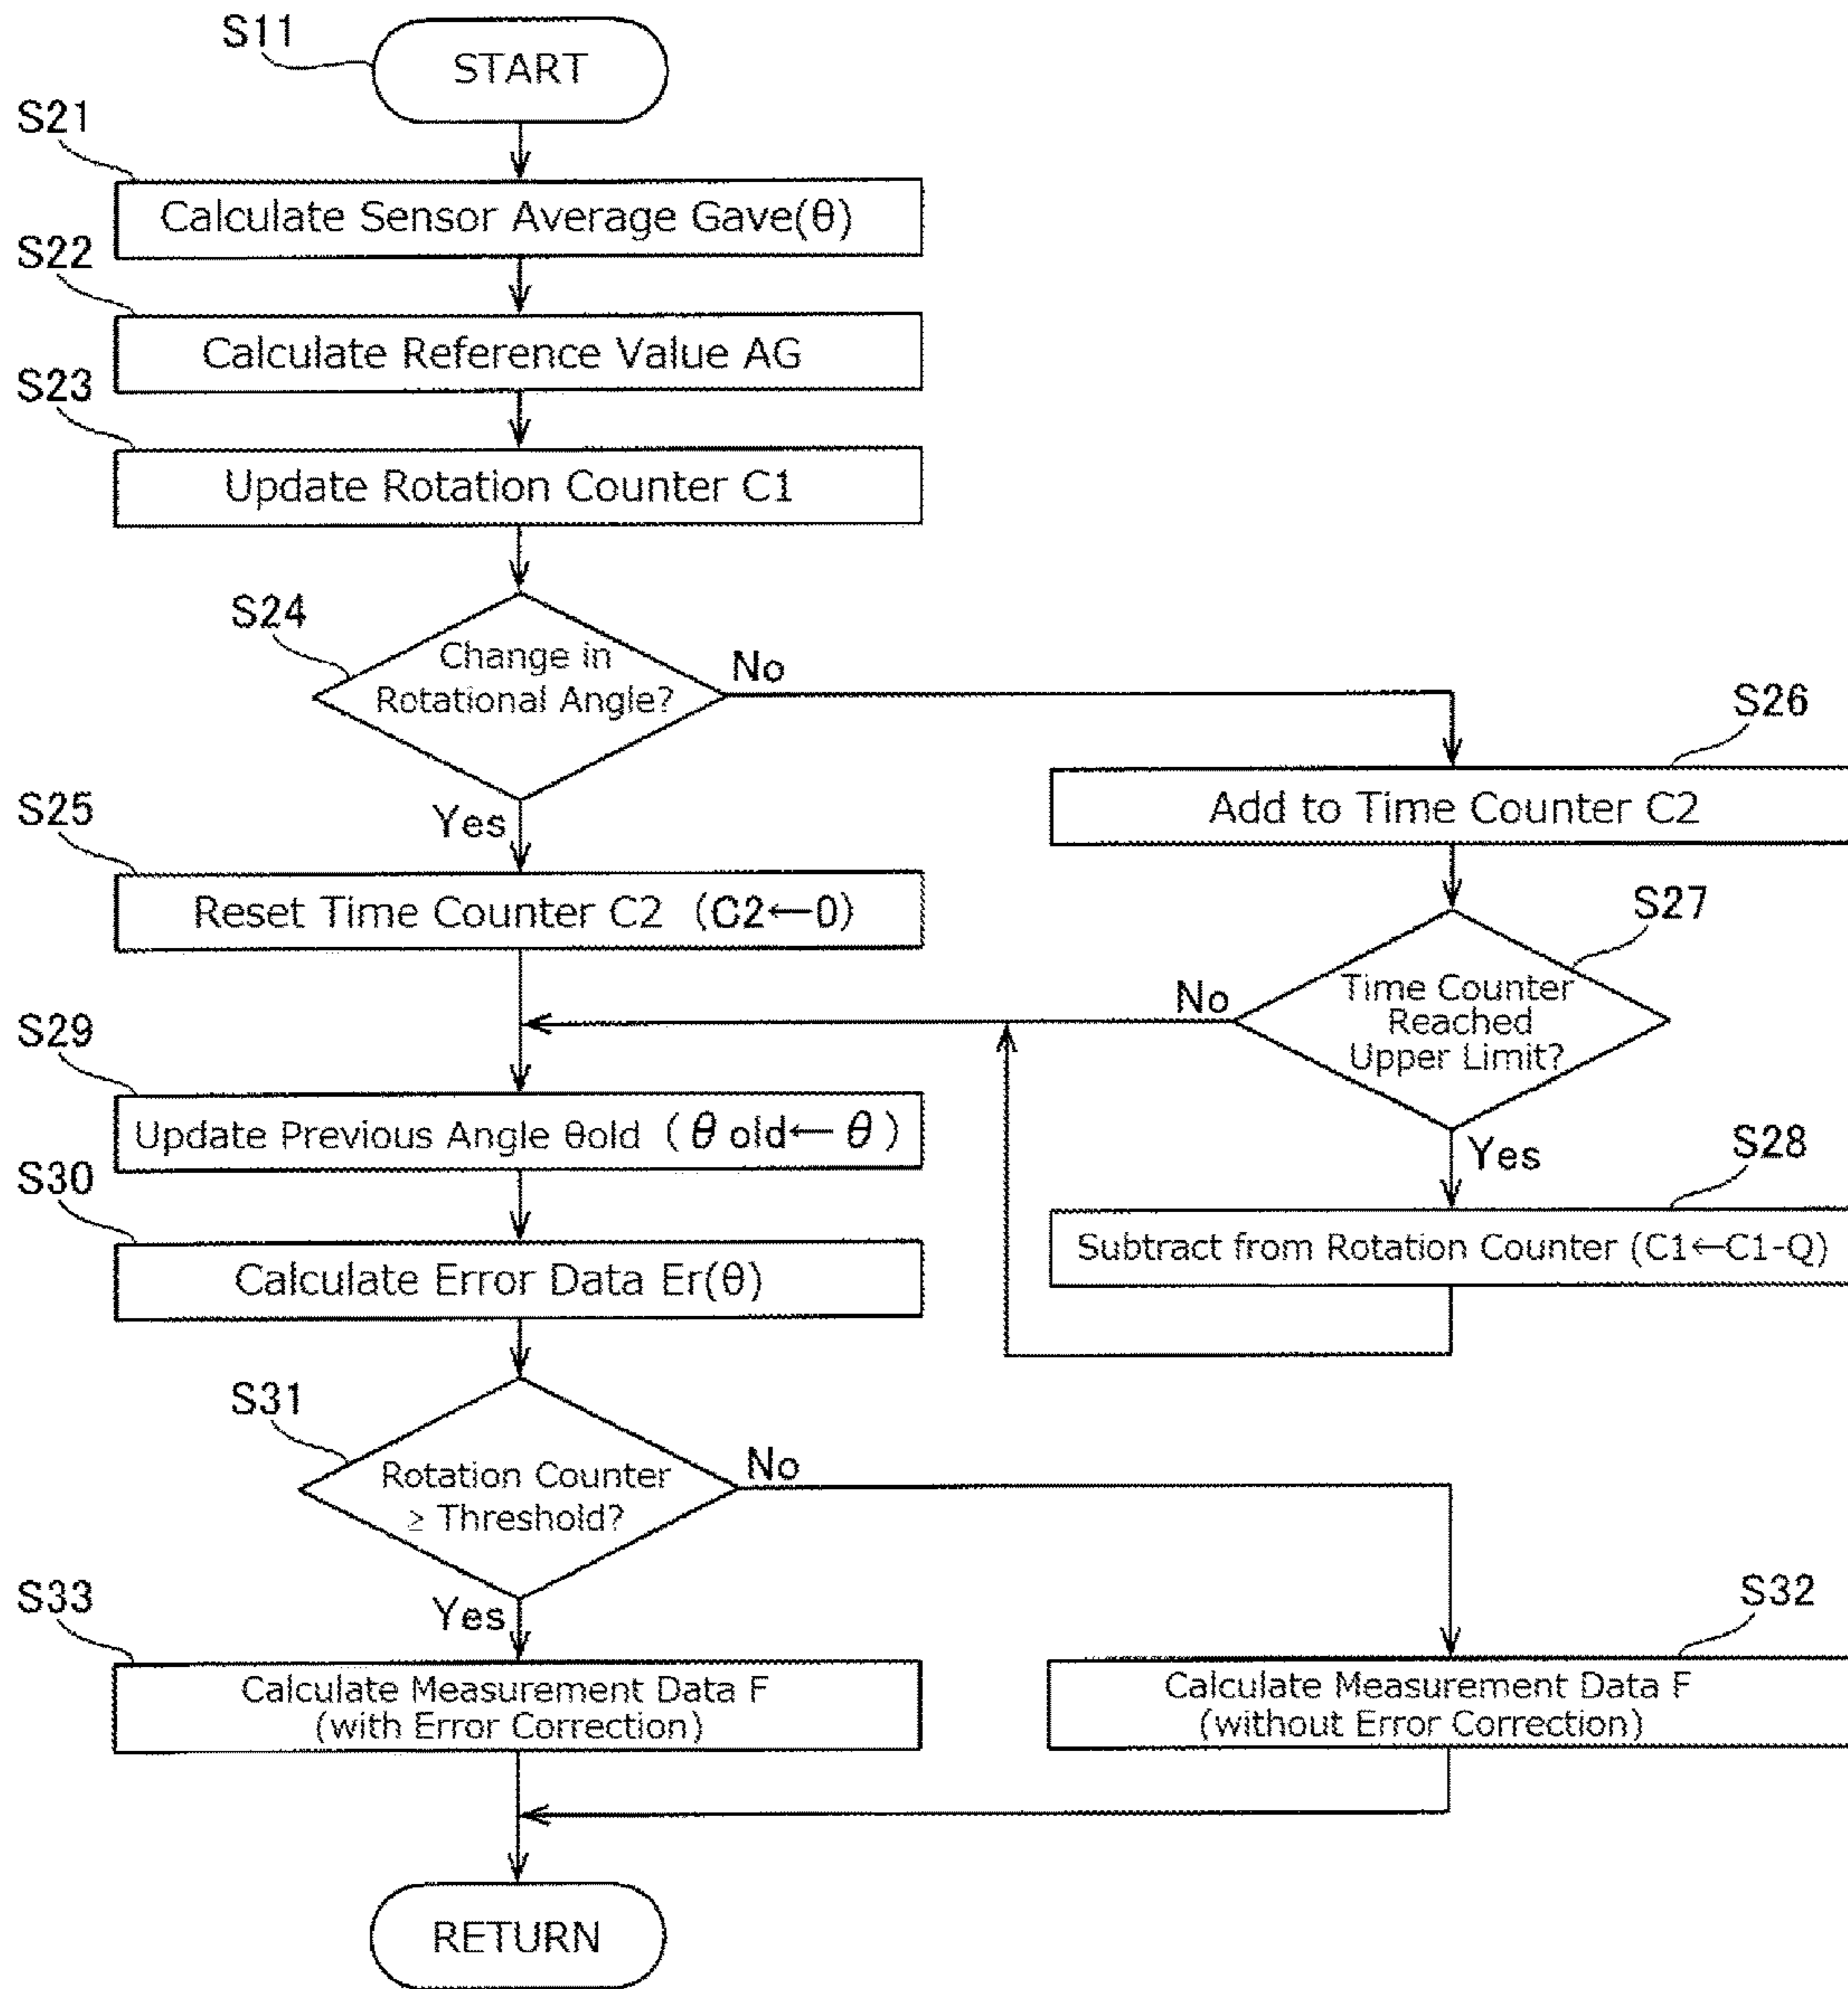 S11
START
S21
Calculate Sensor Average Gave(θ)
S22
Calculate Reference Value AG
S23
Update Rotation Counter C1
S24
Change in
Rotational Angle?
No
Yes
S26
Add to Time Counter C2
S25
Reset Time Counter C2 (C2←0)
S27
Time Counter
Reached
Upper Limit?
No
Yes
S28
Subtract from Rotation Counter (C1←C1-Q)
S29
Update Previous Angle θold (θ old← θ)
S30
Calculate Error Data Er(θ)
S31
Rotation Counter
≥ Threshold?
No
Yes
S33
Calculate Measurement Data F
(with Error Correction)
S32
Calculate Measurement Data F
(without Error Correction)
RETURN